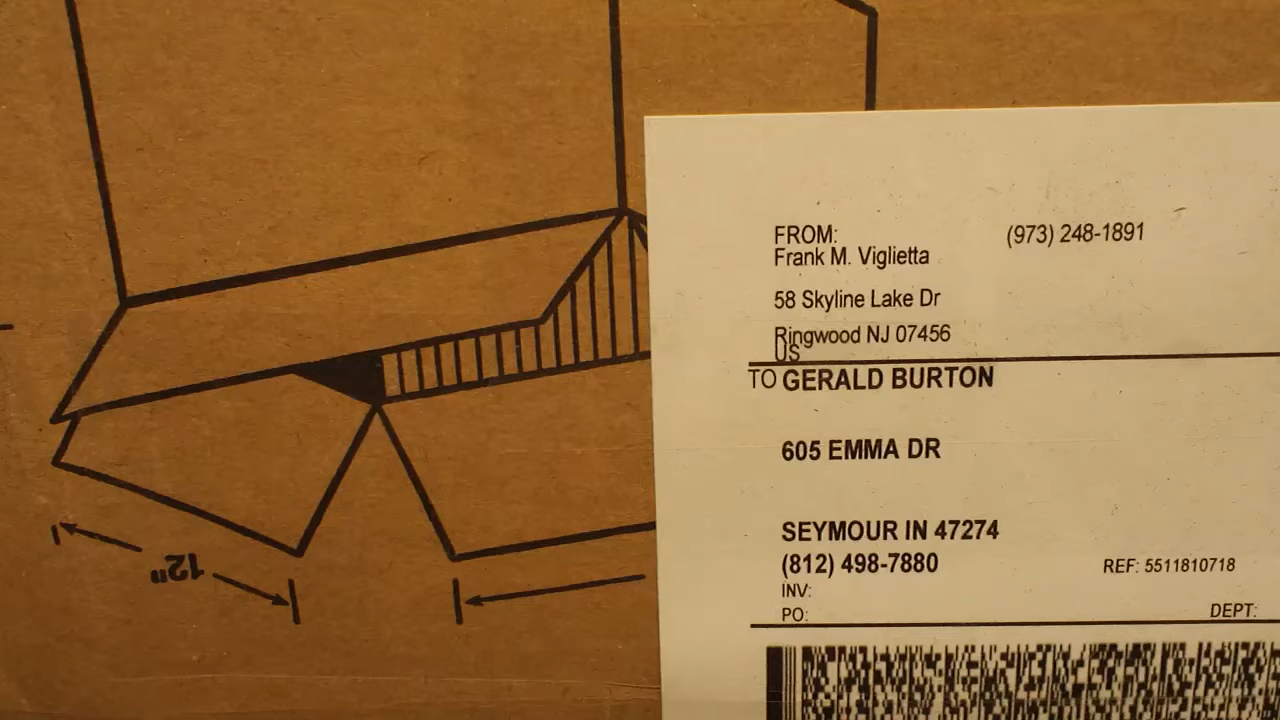 FROM: (973) 248-1891
Frank M. Viglietta
58 Skyline Lake Dr
Ringwood NJ 07456
US
TO GERALD BURTON
605 EMMA DR
SEYMOUR IN 47274
(812) 498-7880
REF: 5511810718
INV:
PO:
DEPT:
12"